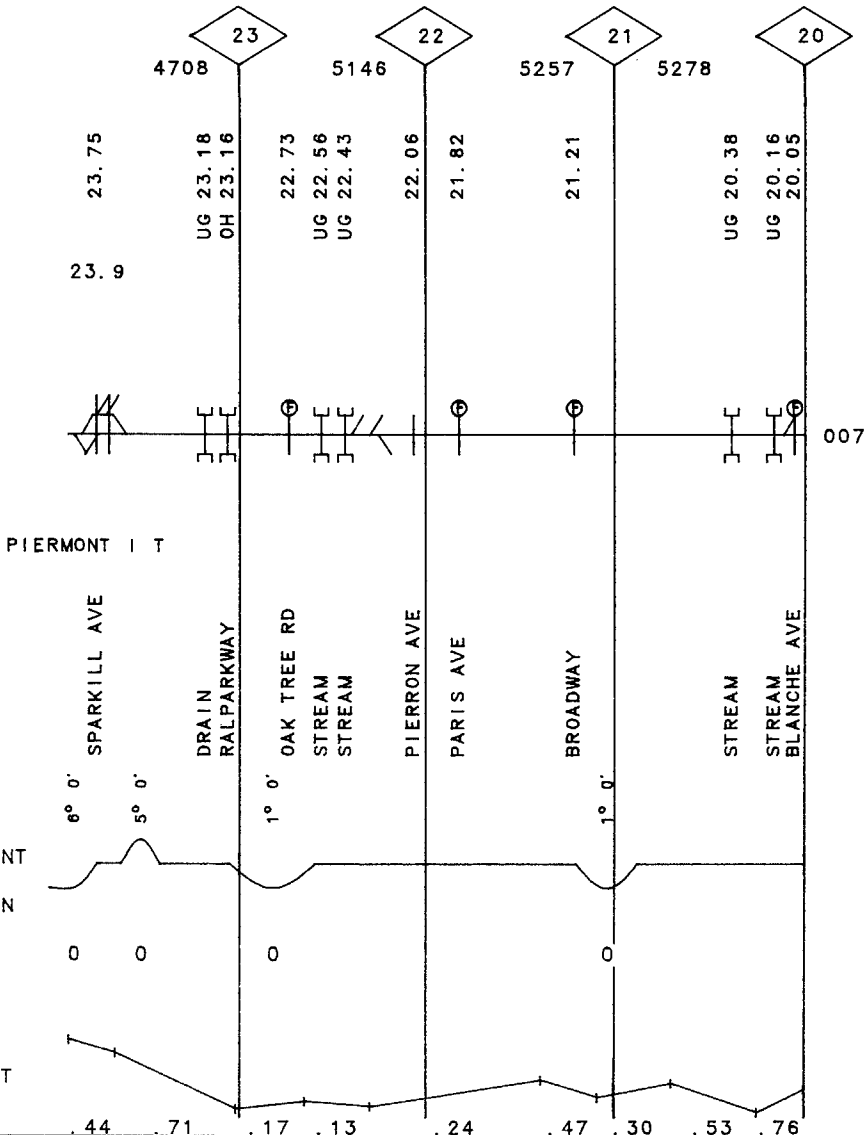 23 22 21 20
4708 5146 5257 5278
23.75
UG 23.18
OH 23.16
22.73
UG 22.56
UG 22.43
22.06
21.82
21.21
UG 20.38
UG 20.16
20.05
23.9
F F F F
007
PIERMONT I T
SPARKILL AVE
DRAIN
RALPARKWAY
OAK TREE RD
STREAM
STREAM
PIERRON AVE
PARIS AVE
BROADWAY
STREAM
STREAM
BLANCHE AVE
6° 0' 5° 0' 1° 0' 1° 0'
NT
N
0 0 0 0
T
.44 .71 .17 .13 .24 .47 .30 .53 .76